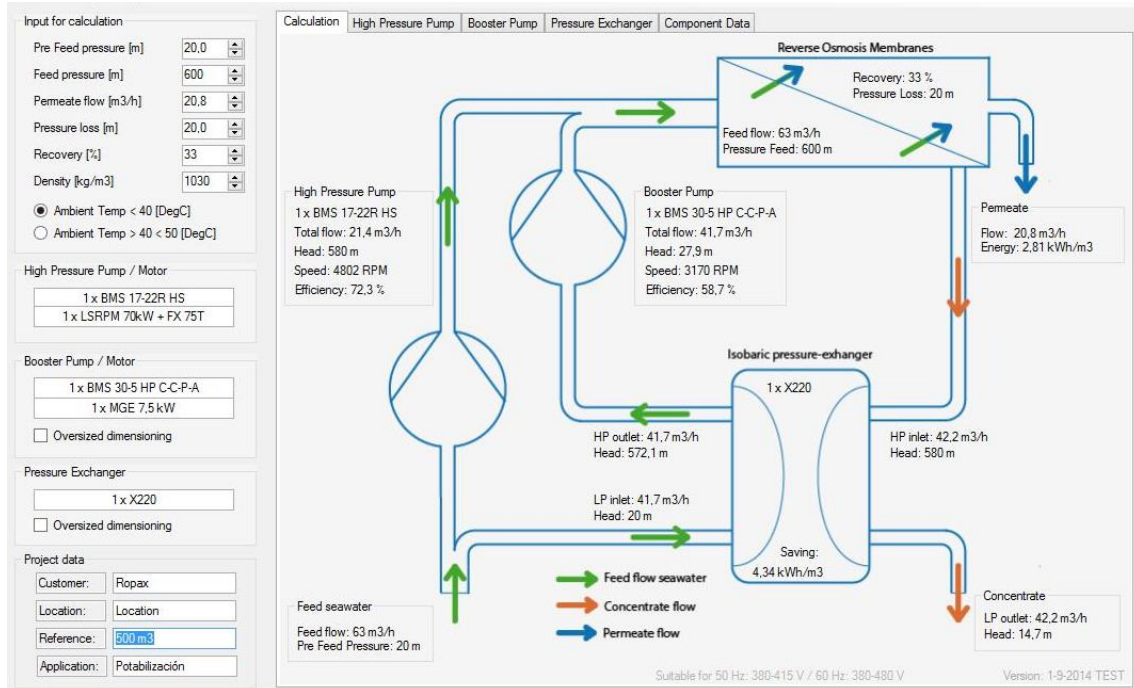 Input for calculation
Pre Feed pressure [m] 20,0
Feed pressure [m] 600
Permeate flow [m3/h] 20,8
Pressure loss [m] 20,0
Recovery [%] 33
Density [kg/m3] 1030
Ambient Temp < 40 [DegC]
Ambient Temp > 40 < 50 [DegC]
High Pressure Pump / Motor
1 x BMS 17-22R HS
1 x LSRPM 70kW + FX 75T
Booster Pump / Motor
1 x BMS 30-5 HP C-C-P-A
1 x MGE 7,5 kW
Oversized dimensioning
Pressure Exchanger
1 x X220
Oversized dimensioning
Project data
Customer: Ropax
Location: Location
Reference: 500 m3
Application: Potabilización
Calculation High Pressure Pump Booster Pump Pressure Exchanger Component Data
Reverse Osmosis Membranes
Recovery: 33 %
Pressure Loss: 20 m
Feed flow: 63 m3/h
Pressure Feed: 600 m
High Pressure Pump
1 x BMS 17-22R HS
Total flow: 21,4 m3/h
Head: 580 m
Speed: 4802 RPM
Efficiency: 72,3 %
Booster Pump
1 x BMS 30-5 HP C-C-P-A
Total flow: 41,7 m3/h
Head: 27,9 m
Speed: 3170 RPM
Efficiency: 58,7 %
Permeate
Flow: 20,8 m3/h
Energy: 2,81 kWh/m3
Isobaric pressure-exhanger
1 x X220
HP outlet: 41,7 m3/h
Head: 572,1 m
HP inlet: 42,2 m3/h
Head: 580 m
LP inlet: 41,7 m3/h
Head: 20 m
Saving:
4,34 kWh/m3
Feed flow seawater
Concentrate flow
Permeate flow
Feed seawater
Feed flow: 63 m3/h
Pre Feed Pressure: 20 m
Concentrate
LP outlet: 42,2 m3/h
Head: 14,7 m
Suitable for 50 Hz: 380-415 V / 60 Hz: 380-480 V
Version: 1-9-2014 TEST